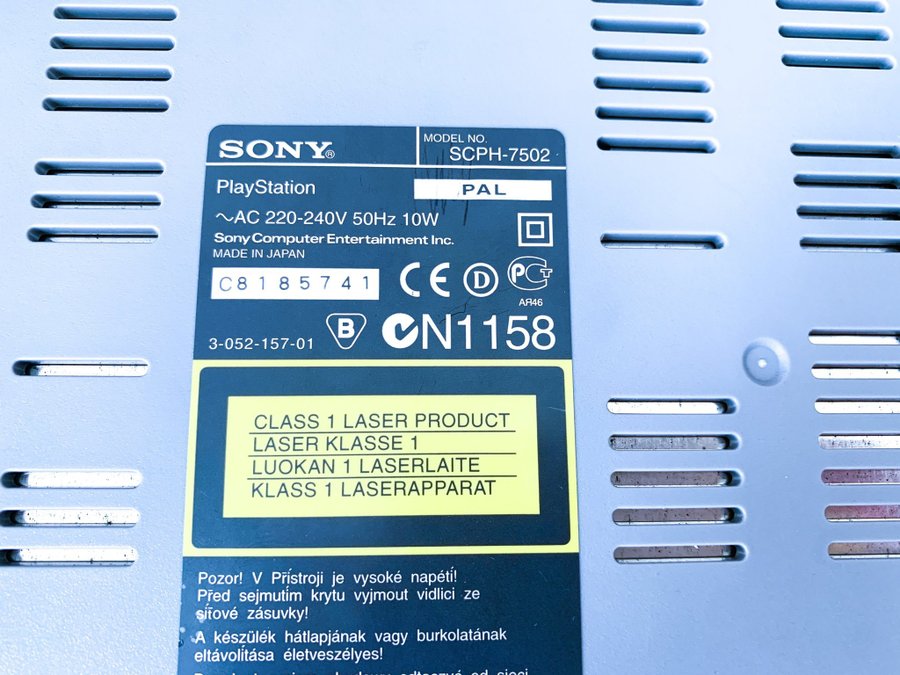 SONY®
MODEL NO.
SCPH-7502
PlayStation
PAL
~AC 220-240V 50Hz 10W
Sony Computer Entertainment Inc.
MADE IN JAPAN
C8185741
CE D PCT
AЯ46
3-052-157-01
B
N1158
CLASS 1 LASER PRODUCT
LASER KLASSE 1
LUOKAN 1 LASERLAITE
KLASS 1 LASERAPPARAT
Pozor! V Přístroji je vysoké napétí!
Před sejmutím krytu vyjmout vidlici ze
síťové zásuvky!
A készülék hátlapjának vagy burkolatának
eltávolítása életveszélyes!